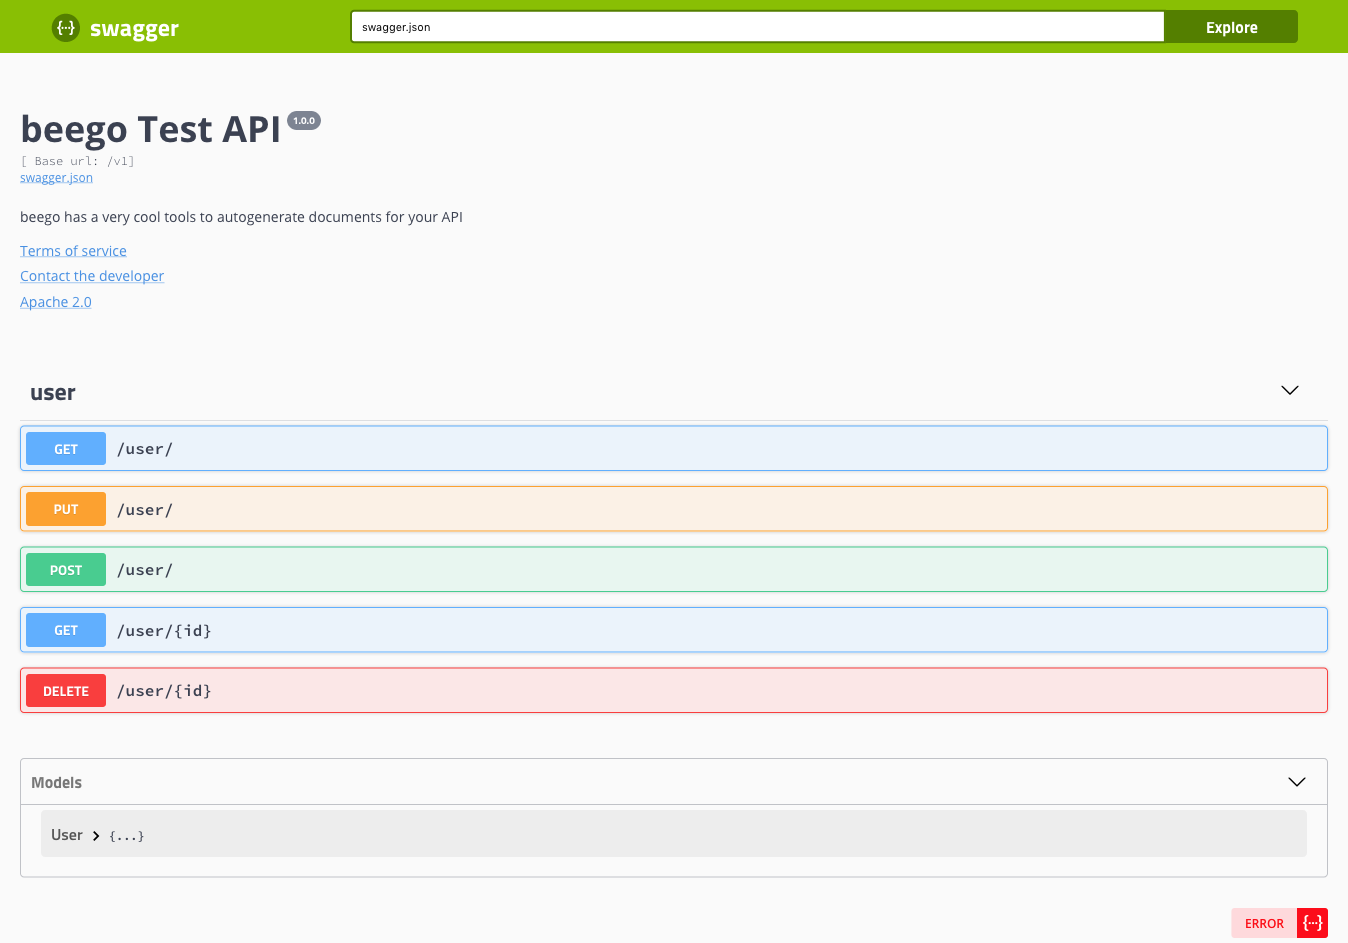 {···} swagger
swagger.json
Explore
beego Test API 1.0.0
[ Base url: /v1]
swagger.json
beego has a very cool tools to autogenerate documents for your API
Terms of service
Contact the developer
Apache 2.0
user
GET /user/
PUT /user/
POST /user/
GET /user/{id}
DELETE /user/{id}
Models
User {...}
ERROR {···}